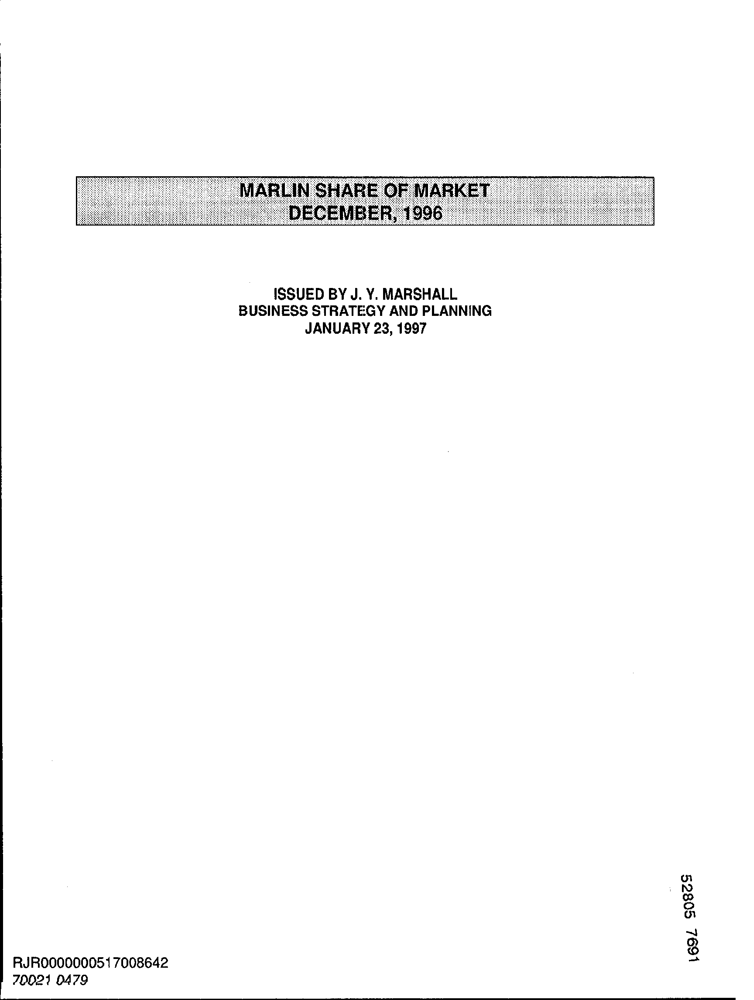 MARLIN SHARE OF MARKET
DECEMBER, 1996
ISSUED BY J. Y. MARSHALL
BUSINESS STRATEGY AND PLANNING
JANUARY 23, 1997
52805 7691
RJR0000000517008642
70021 0479